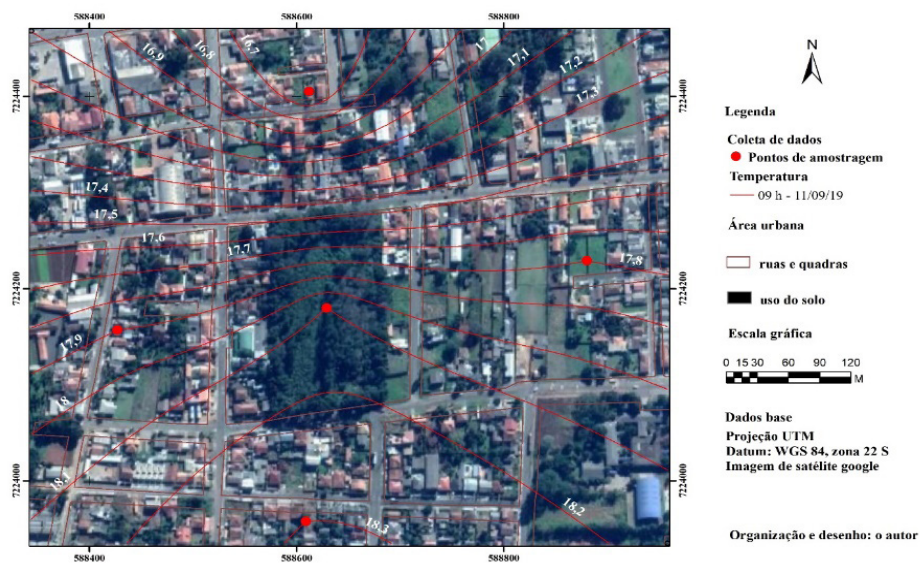 588400
588600
588800
7224400
7224200
7224000
16,9
16,8
16,7
17
17,1
17,2
17,3
17,4
17,5
17,6
17,7
17,8
17,9
18
18,2
18,3
588400
588600
588800
N
Legenda
Coleta de dados
Pontos de amostragem
Temperatura
09 h - 11/09/19
Área urbana
ruas e quadras
uso do solo
Escala gráfica
0 15 30 60 90 120
M
Dados base
Projeção UTM
Datum: WGS 84, zona 22 S
Imagem de satélite google
Organização e desenho: o autor